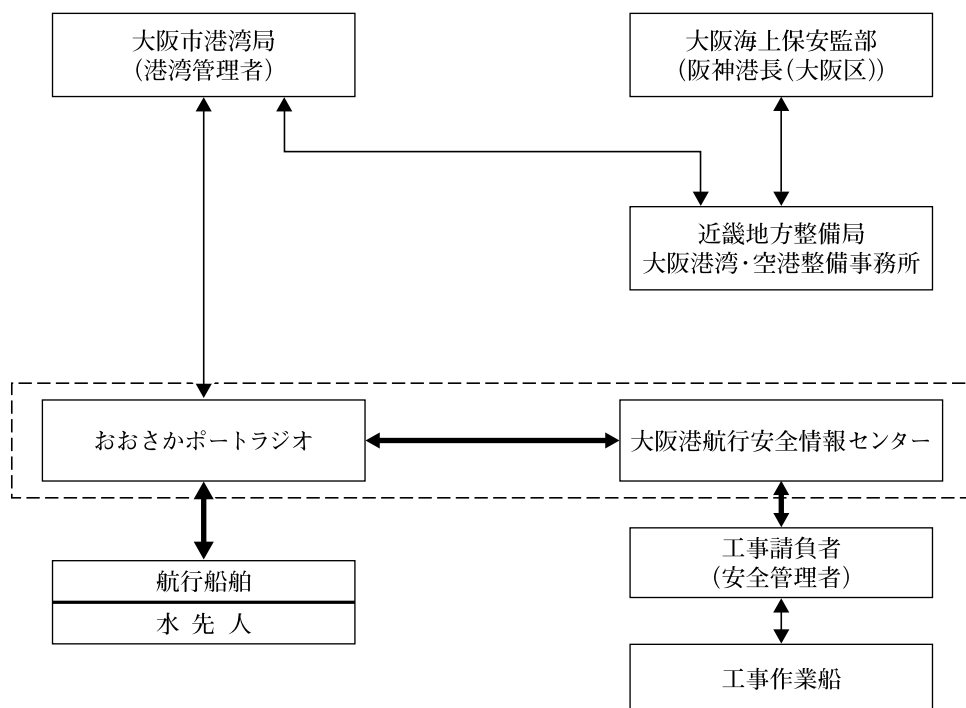 大阪市港湾局
（港湾管理者）
大阪海上保安監部
（阪神港長（大阪区））
近畿地方整備局
大阪港湾・空港整備事務所
おおさかポートラジオ
大阪港航行安全情報センター
航行船舶
水 先 人
工事請負者
（安全管理者）
工事作業船